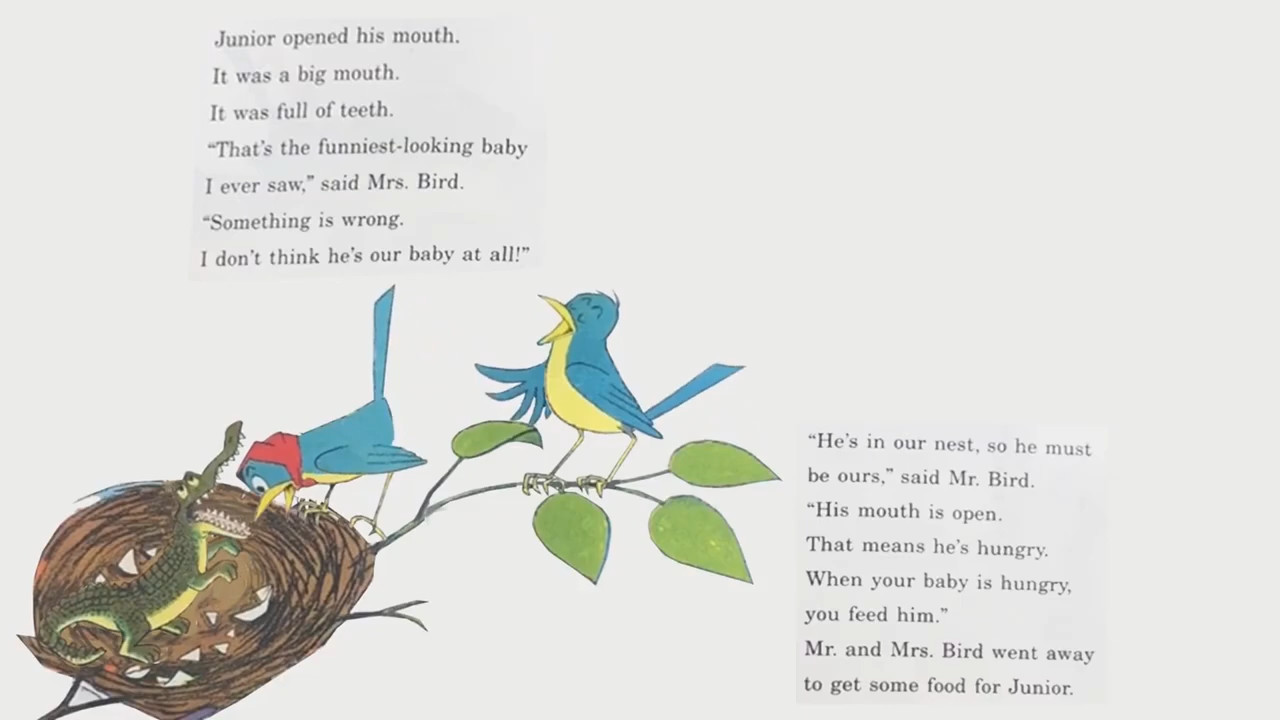 Junior opened his mouth.
It was a big mouth.
It was full of teeth.
“That’s the funniest-looking baby
I ever saw,” said Mrs. Bird.
“Something is wrong.
I don’t think he’s our baby at all!”
“He’s in our nest, so he must
be ours,” said Mr. Bird.
“His mouth is open.
That means he’s hungry.
When your baby is hungry,
you feed him.”
Mr. and Mrs. Bird went away
to get some food for Junior.